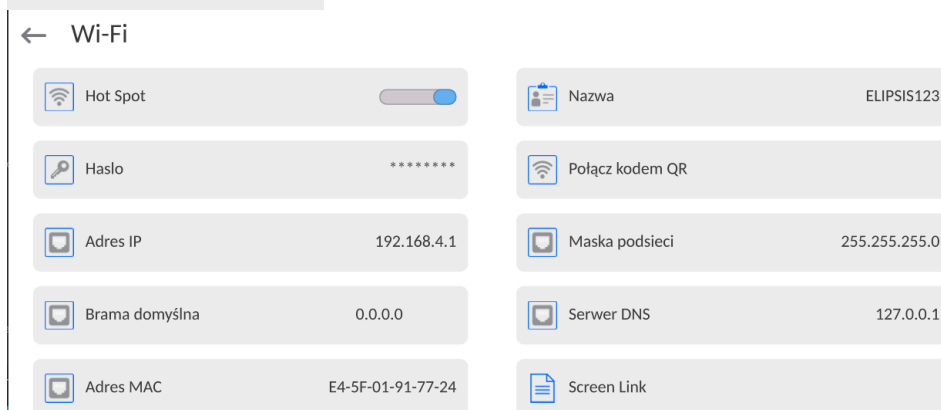 Wi-Fi
Hot Spot
Nazwa ELIPSIS123
Haslo ********
Połącz kodem QR
Adres IP 192.168.4.1
Maska podsieci 255.255.255.0
Brama domyślna 0.0.0.0
Serwer DNS 127.0.0.1
Adres MAC E4-5F-01-91-77-24
Screen Link